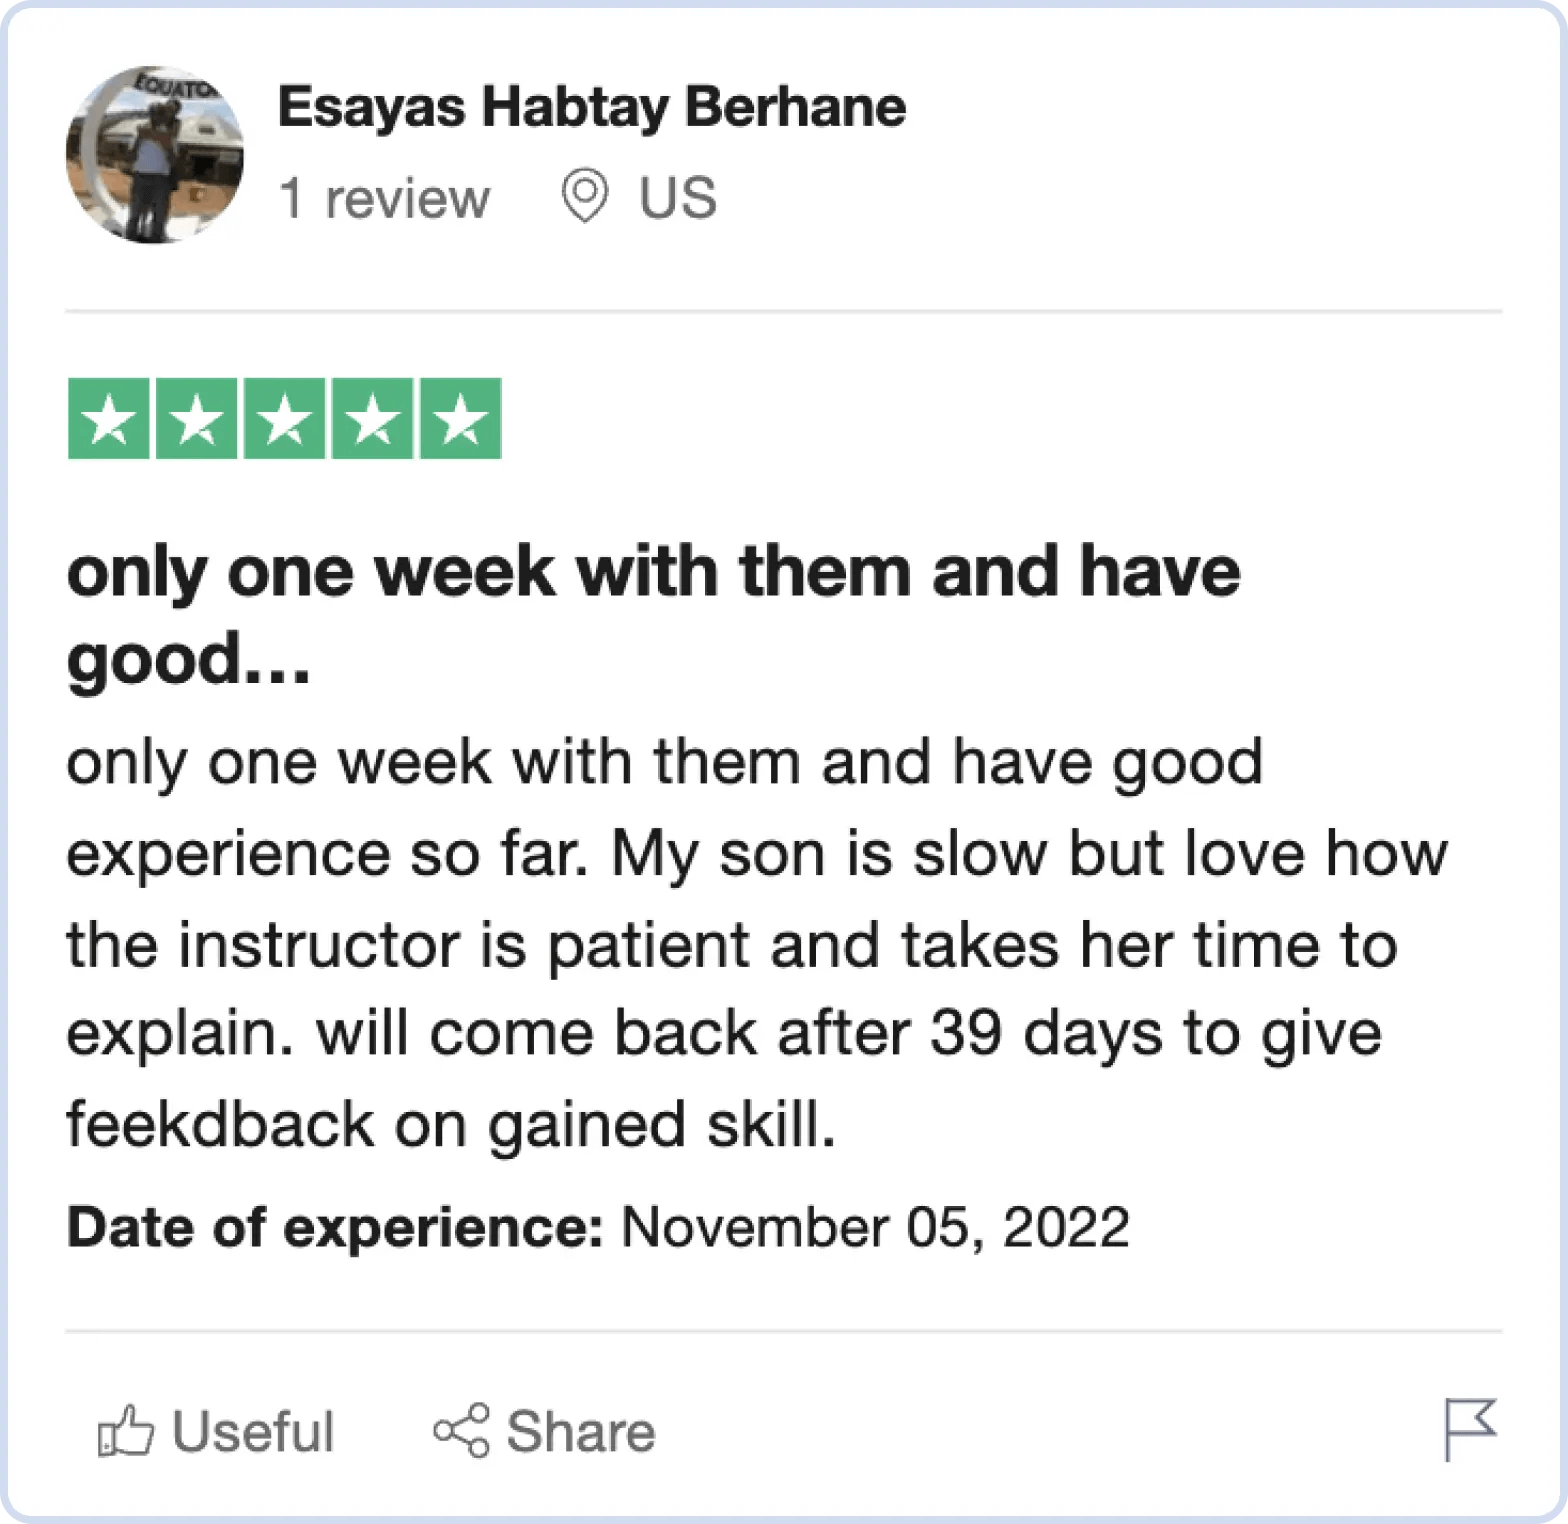 EQUATO
Esayas Habtay Berhane
1 review US
only one week with them and have
good...
only one week with them and have good
experience so far. My son is slow but love how
the instructor is patient and takes her time to
explain. will come back after 39 days to give
feekdback on gained skill.
Date of experience: November 05, 2022
Useful Share